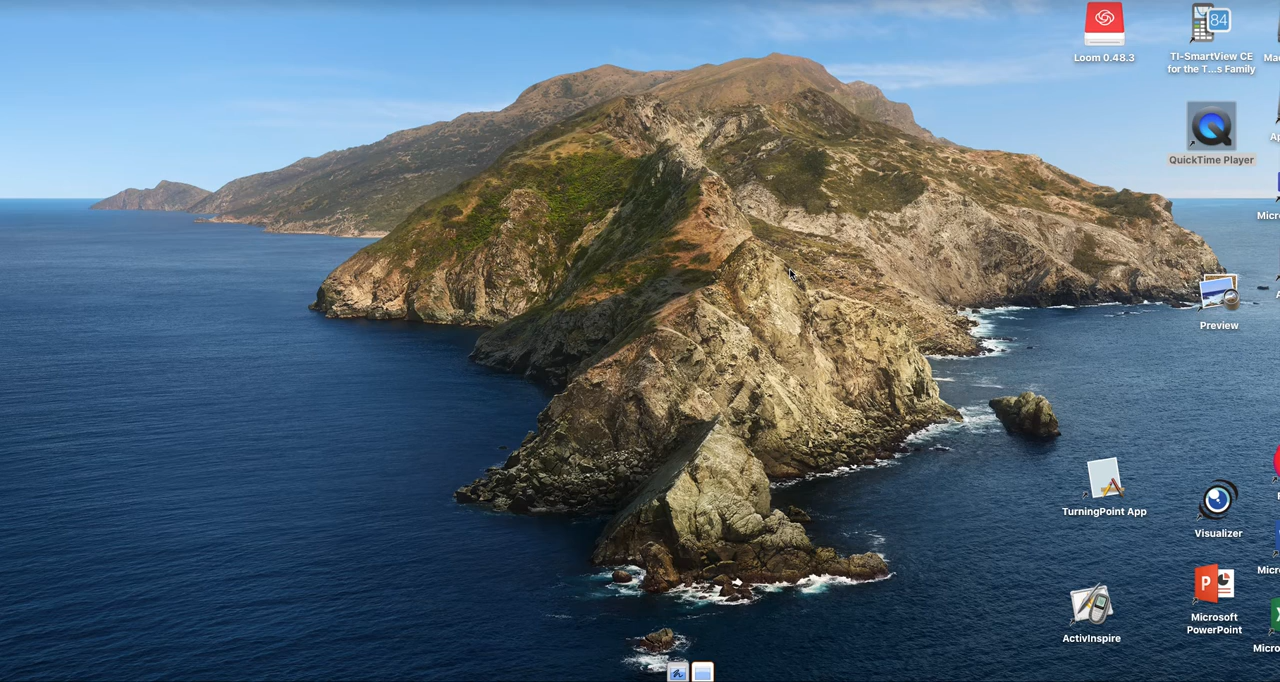 84
Loom 0.48.3
TI-SmartView CE
for the T...s Family
QuickTime Player
Preview
TurningPoint App
Visualizer
P
Microsoft
PowerPoint
ActivInspire